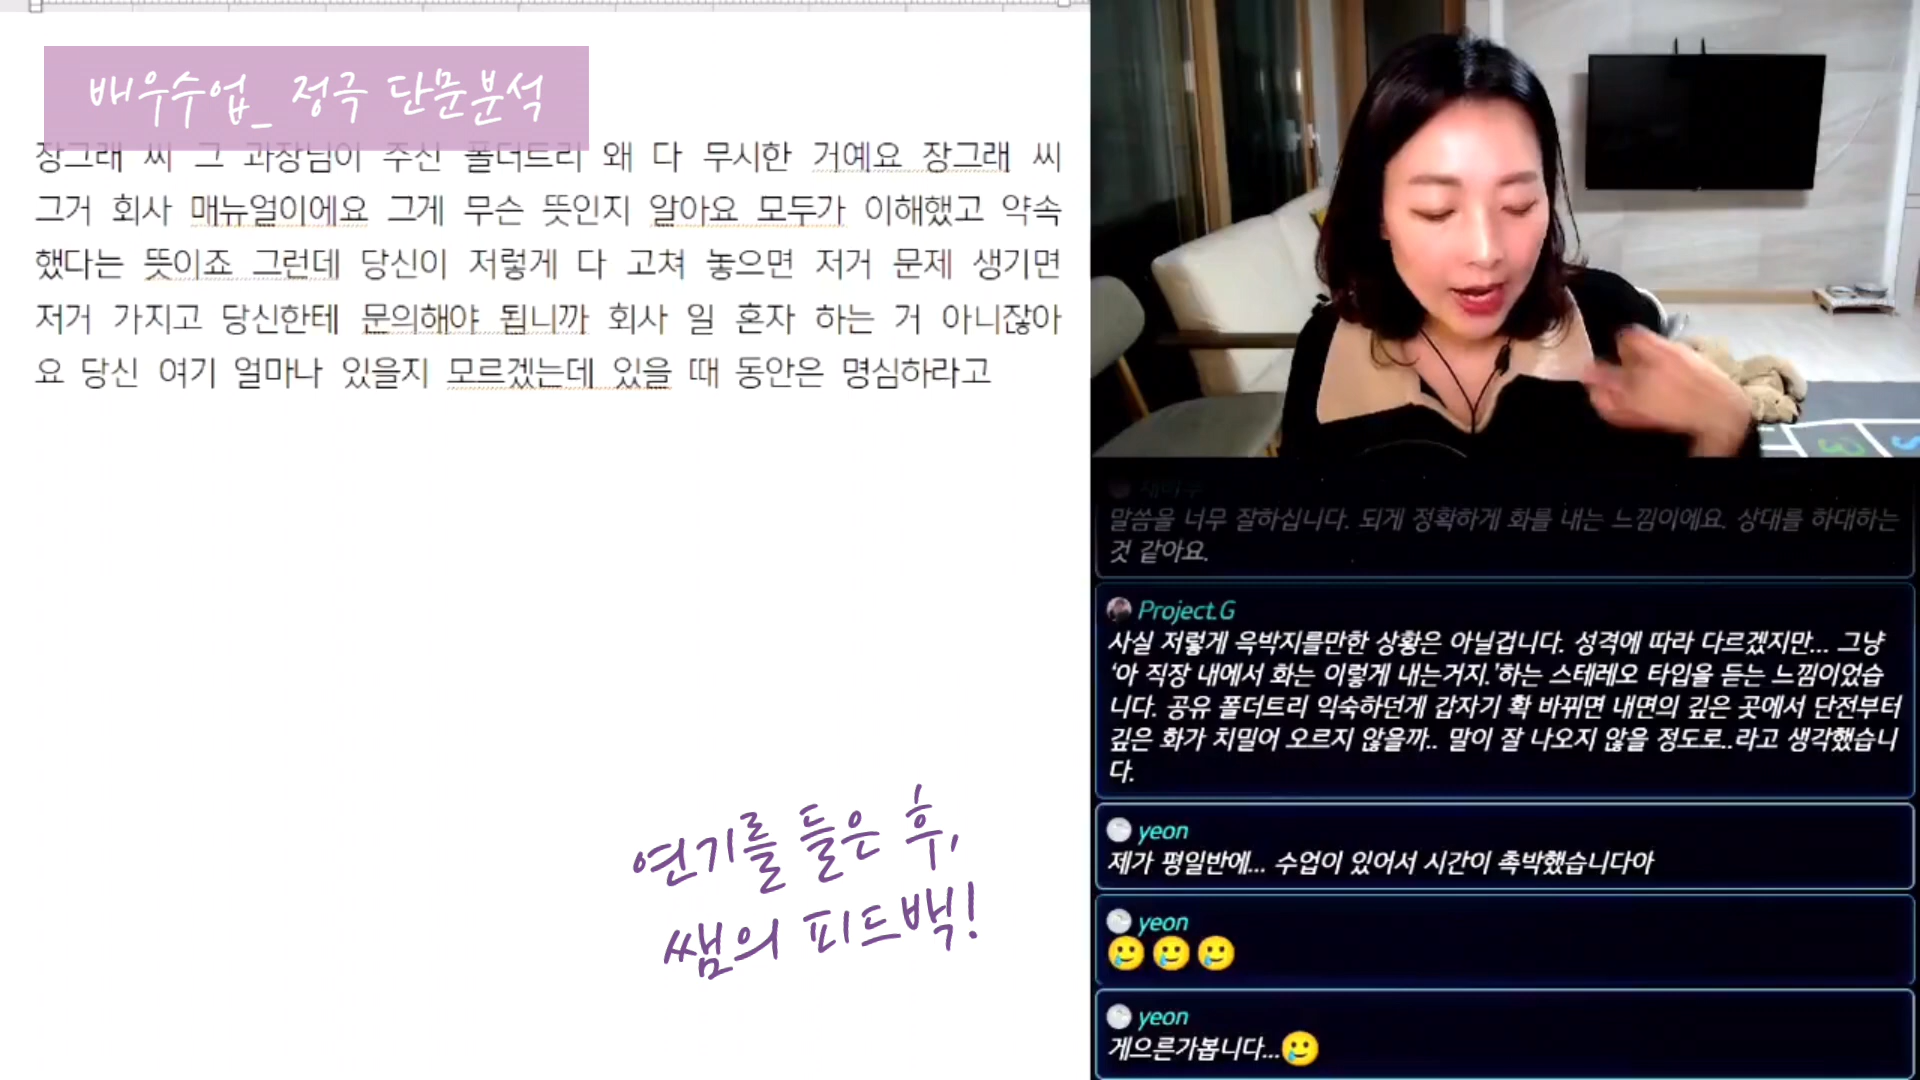 배우수업_ 정극 단문분석
장그래 씨 그 과장님이 주신 폴더트리 왜 다 무시한 거예요 장그래 씨
그거 회사 매뉴얼이에요 그게 무슨 뜻인지 알아요 모두가 이해했고 약속
했다는 뜻이죠 그런데 당신이 저렇게 다 고쳐 놓으면 저거 문제 생기면
저거 가지고 당신한테 문의해야 됩니까 회사 일 혼자 하는 거 아니잖아
요 당신 여기 얼마나 있을지 모르겠는데 있을 때 동안은 명심하라고
연기를 들은 후,
쌤의 피드백!
말씀을 너무 잘하십니다. 되게 정확하게 화를 내는 느낌이에요. 상대를 하대하는
것 같아요.
Project.G
사실 저렇게 윽박지를만한 상황은 아닐겁니다. 성격에 따라 다르겠지만... 그냥
‘아 직장 내에서 화는 이렇게 내는거지.’하는 스테레오 타입을 듣는 느낌이었습
니다. 공유 폴더트리 익숙하던게 갑자기 확 바뀌면 내면의 깊은 곳에서 단전부터
깊은 화가 치밀어 오르지 않을까.. 말이 잘 나오지 않을 정도로..라고 생각했습니
다.
yeon
제가 평일반에... 수업이 있어서 시간이 촉박했습니다아
yeon
🥲🥲🥲
yeon
게으른가봅니다...🥲